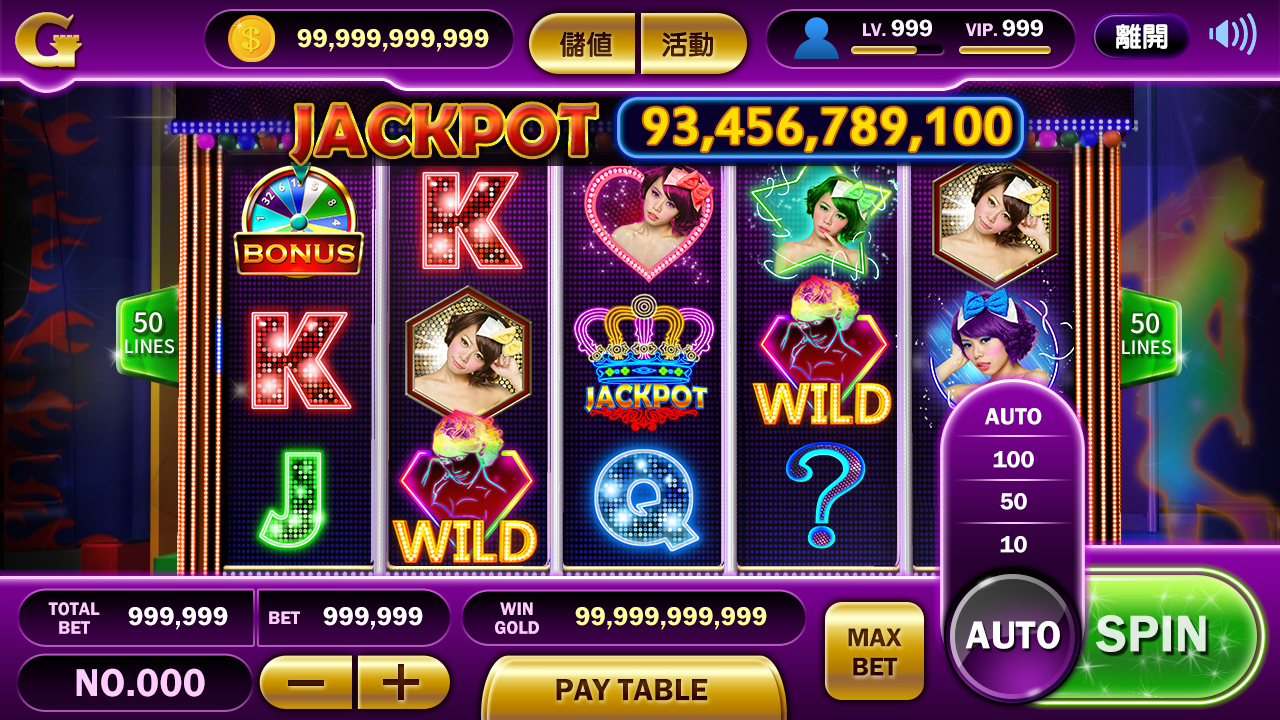 G
99,999,999,999
儲值
活動
LV. 999
VIP. 999
離開
JACKPOT
93,456,789,100
BONUS
K
K
JACKPOT
WILD
J
WILD
Q
?
50
LINES
50
LINES
AUTO
100
50
10
TOTAL
BET
999,999
BET
999,999
WIN
GOLD
99,999,999,999
NO.000
−
+
PAY TABLE
MAX
BET
AUTO
SPIN